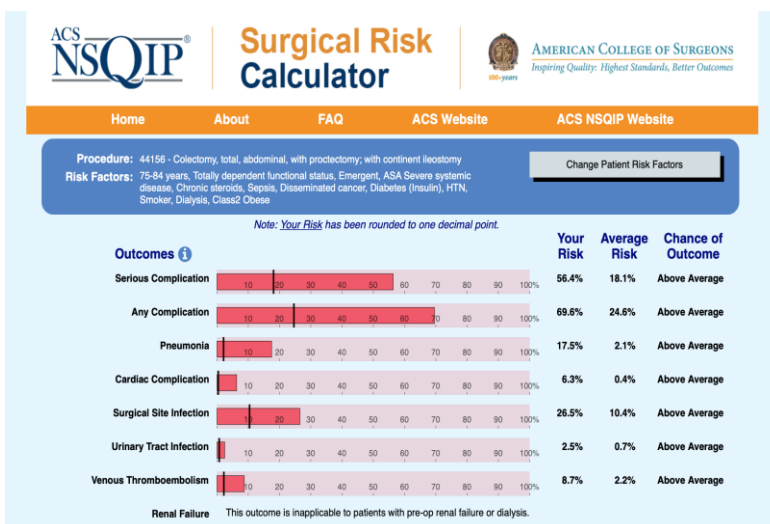 ACS
NSQIP®
Surgical Risk
Calculator
100+years
AMERICAN COLLEGE OF SURGEONS
Inspiring Quality: Highest Standards, Better Outcomes
Home About FAQ ACS Website ACS NSQIP Website
Procedure: 44156 - Colectomy, total, abdominal, with proctectomy; with continent ileostomy
Risk Factors: 75-84 years, Totally dependent functional status, Emergent, ASA Severe systemic
disease, Chronic steroids, Sepsis, Disseminated cancer, Diabetes (Insulin), HTN,
Smoker, Dialysis, Class2 Obese
Change Patient Risk Factors
Note: Your Risk has been rounded to one decimal point.
Outcomes i
Your Risk
Average Risk
Chance of Outcome
Serious Complication 10 20 30 40 50 60 70 80 90 100% 56.4% 18.1% Above Average
Any Complication 10 20 30 40 50 60 70 80 90 100% 69.6% 24.6% Above Average
Pneumonia 10 20 30 40 50 60 70 80 90 100% 17.5% 2.1% Above Average
Cardiac Complication 10 20 30 40 50 60 70 80 90 100% 6.3% 0.4% Above Average
Surgical Site Infection 10 20 30 40 50 60 70 80 90 100% 26.5% 10.4% Above Average
Urinary Tract Infection 10 20 30 40 50 60 70 80 90 100% 2.5% 0.7% Above Average
Venous Thromboembolism 10 20 30 40 50 60 70 80 90 100% 8.7% 2.2% Above Average
Renal Failure This outcome is inapplicable to patients with pre-op renal failure or dialysis.